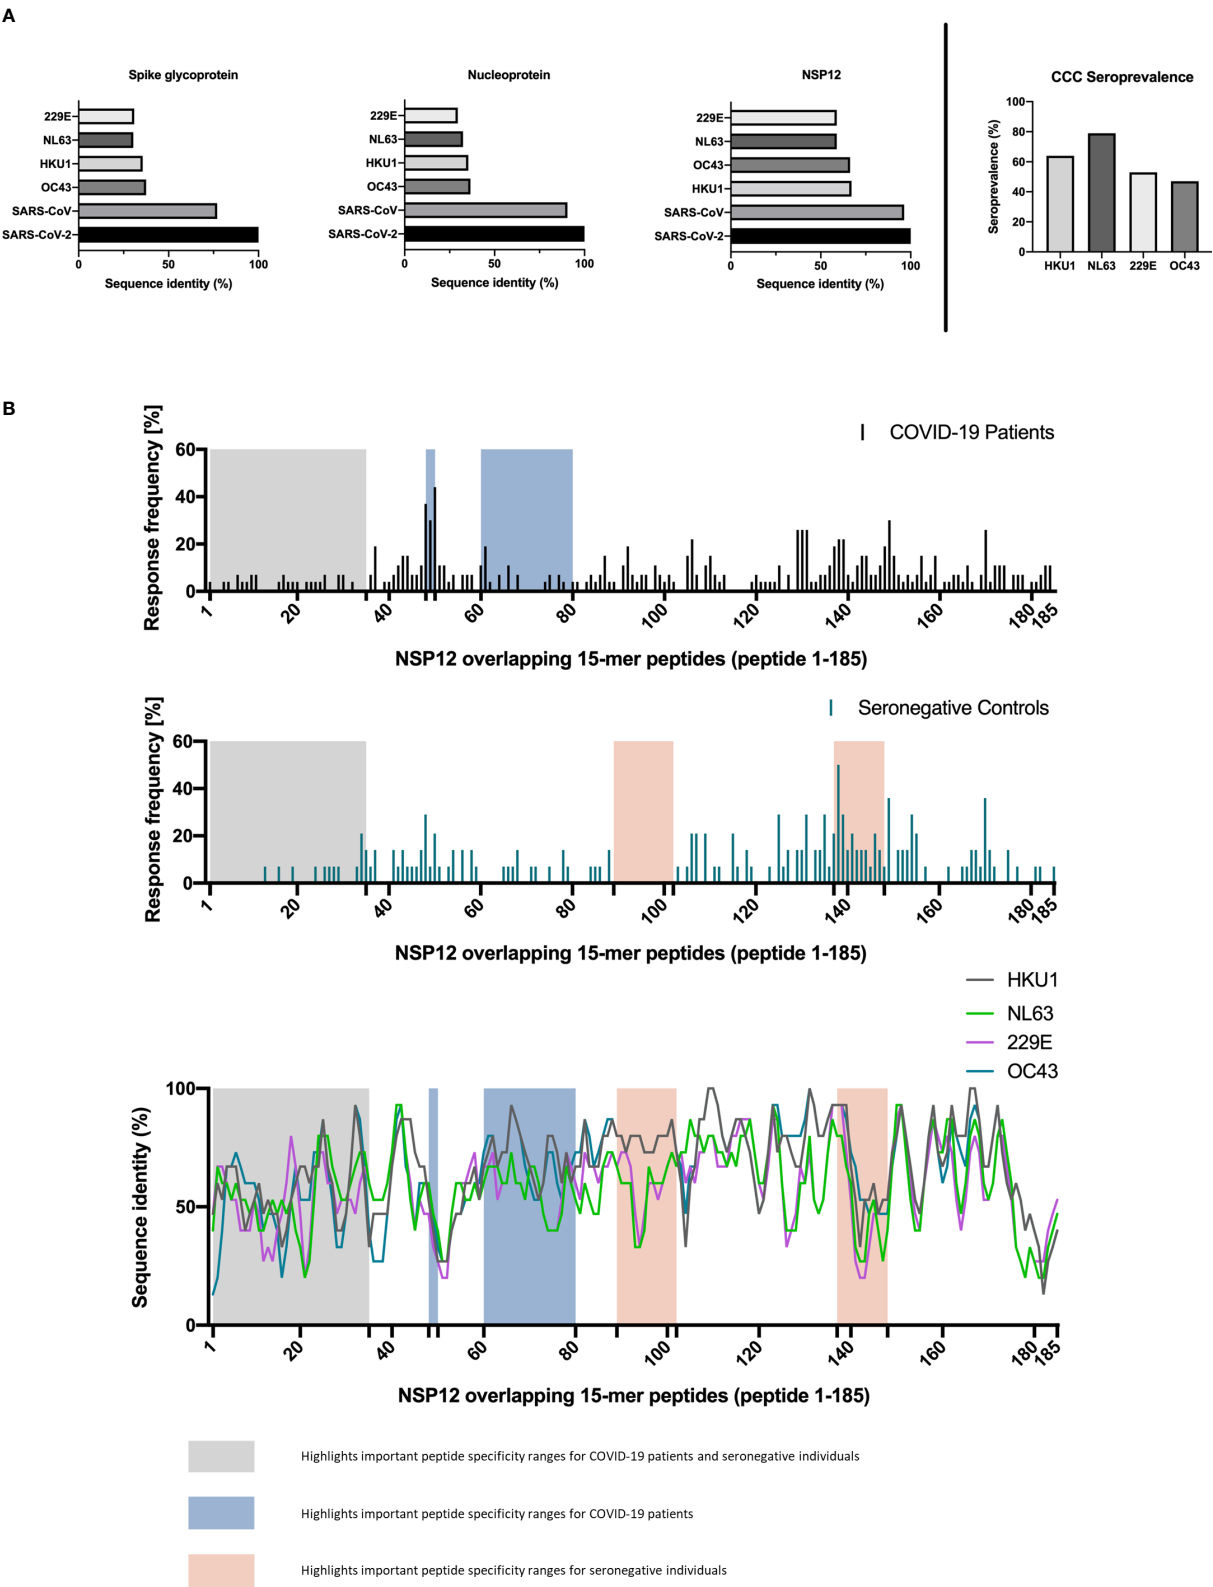 A
Spike glycoprotein
229E
NL63
HKU1
OC43
SARS-CoV
SARS-CoV-2
0 50 100
Sequence identity (%)
Nucleoprotein
229E
NL63
HKU1
OC43
SARS-CoV
SARS-CoV-2
0 50 100
Sequence identity (%)
NSP12
229E
NL63
OC43
HKU1
SARS-CoV
SARS-CoV-2
0 50 100
Sequence identity (%)
CCC Seroprevalence
Seroprevalence (%)
100
80
60
40
20
0
HKU1 NL63 229E OC43
B
COVID-19 Patients
Response frequency [%]
60
40
20
0
1 20 40 60 80 100 120 140 160 180 185
NSP12 overlapping 15-mer peptides (peptide 1-185)
Seronegative Controls
Response frequency [%]
60
40
20
0
1 20 40 60 80 100 120 140 160 180 185
NSP12 overlapping 15-mer peptides (peptide 1-185)
HKU1
NL63
229E
OC43
Sequence identity (%)
100
50
0
1 20 40 60 80 100 120 140 160 180 185
NSP12 overlapping 15-mer peptides (peptide 1-185)
Highlights important peptide specificity ranges for COVID-19 patients and seronegative individuals
Highlights important peptide specificity ranges for COVID-19 patients
Highlights important peptide specificity ranges for seronegative individuals